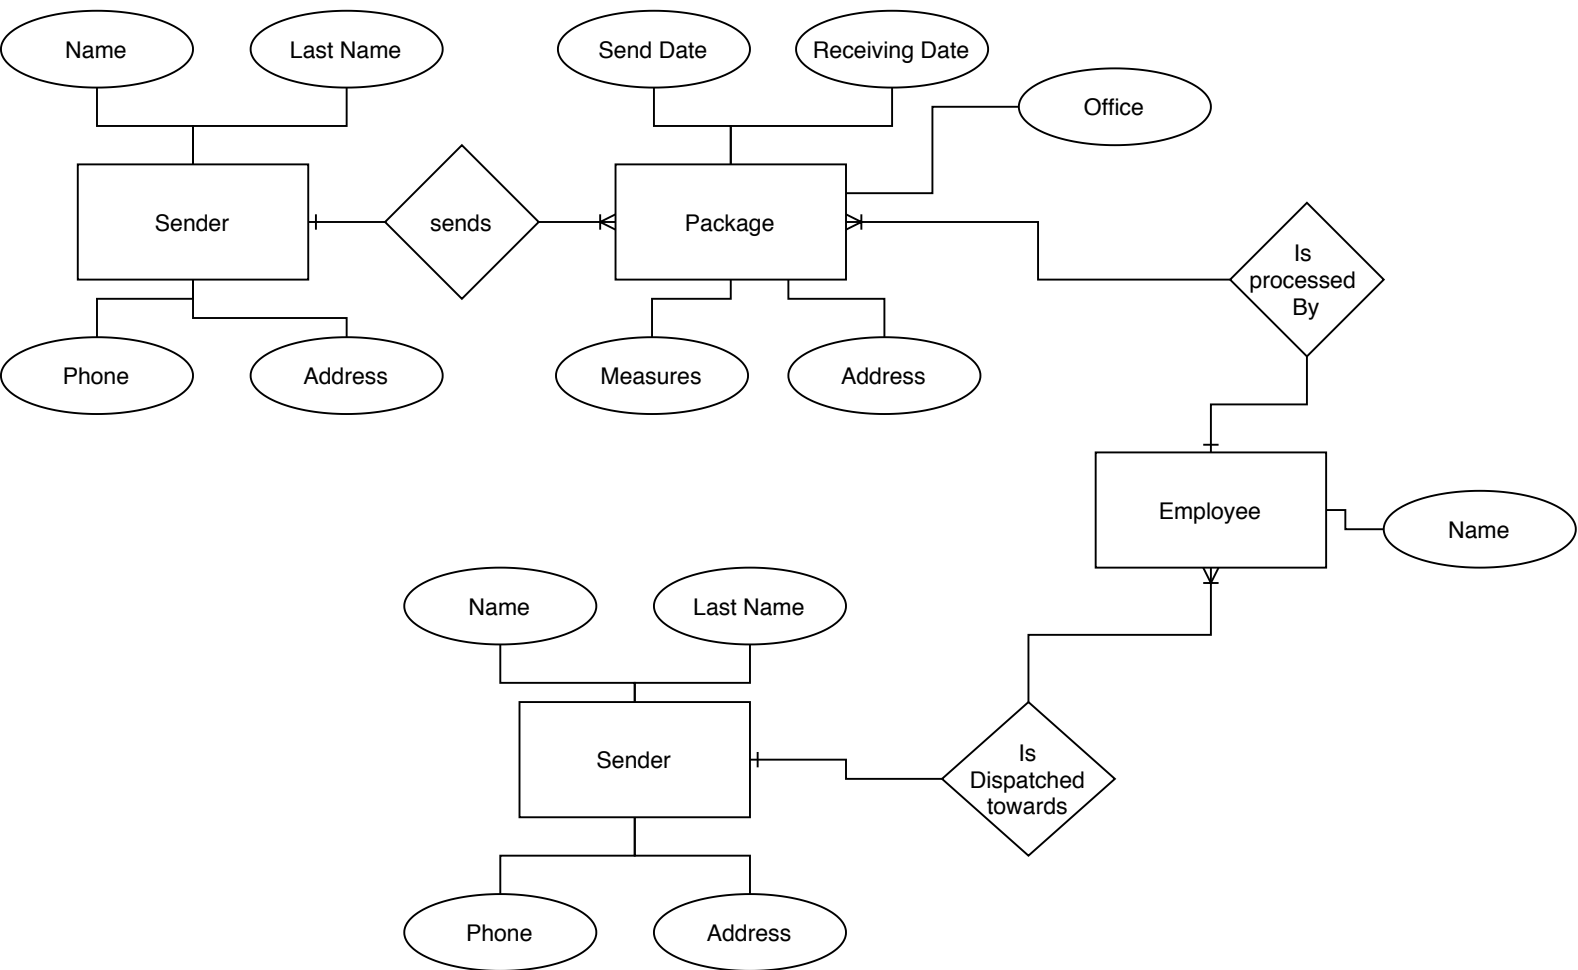 Name
Last Name
Send Date
Receiving Date
Office
Sender
sends
Package
Is
processed
By
Phone
Address
Measures
Address
Employee
Name
Name
Last Name
Sender
Is
Dispatched
towards
Phone
Address